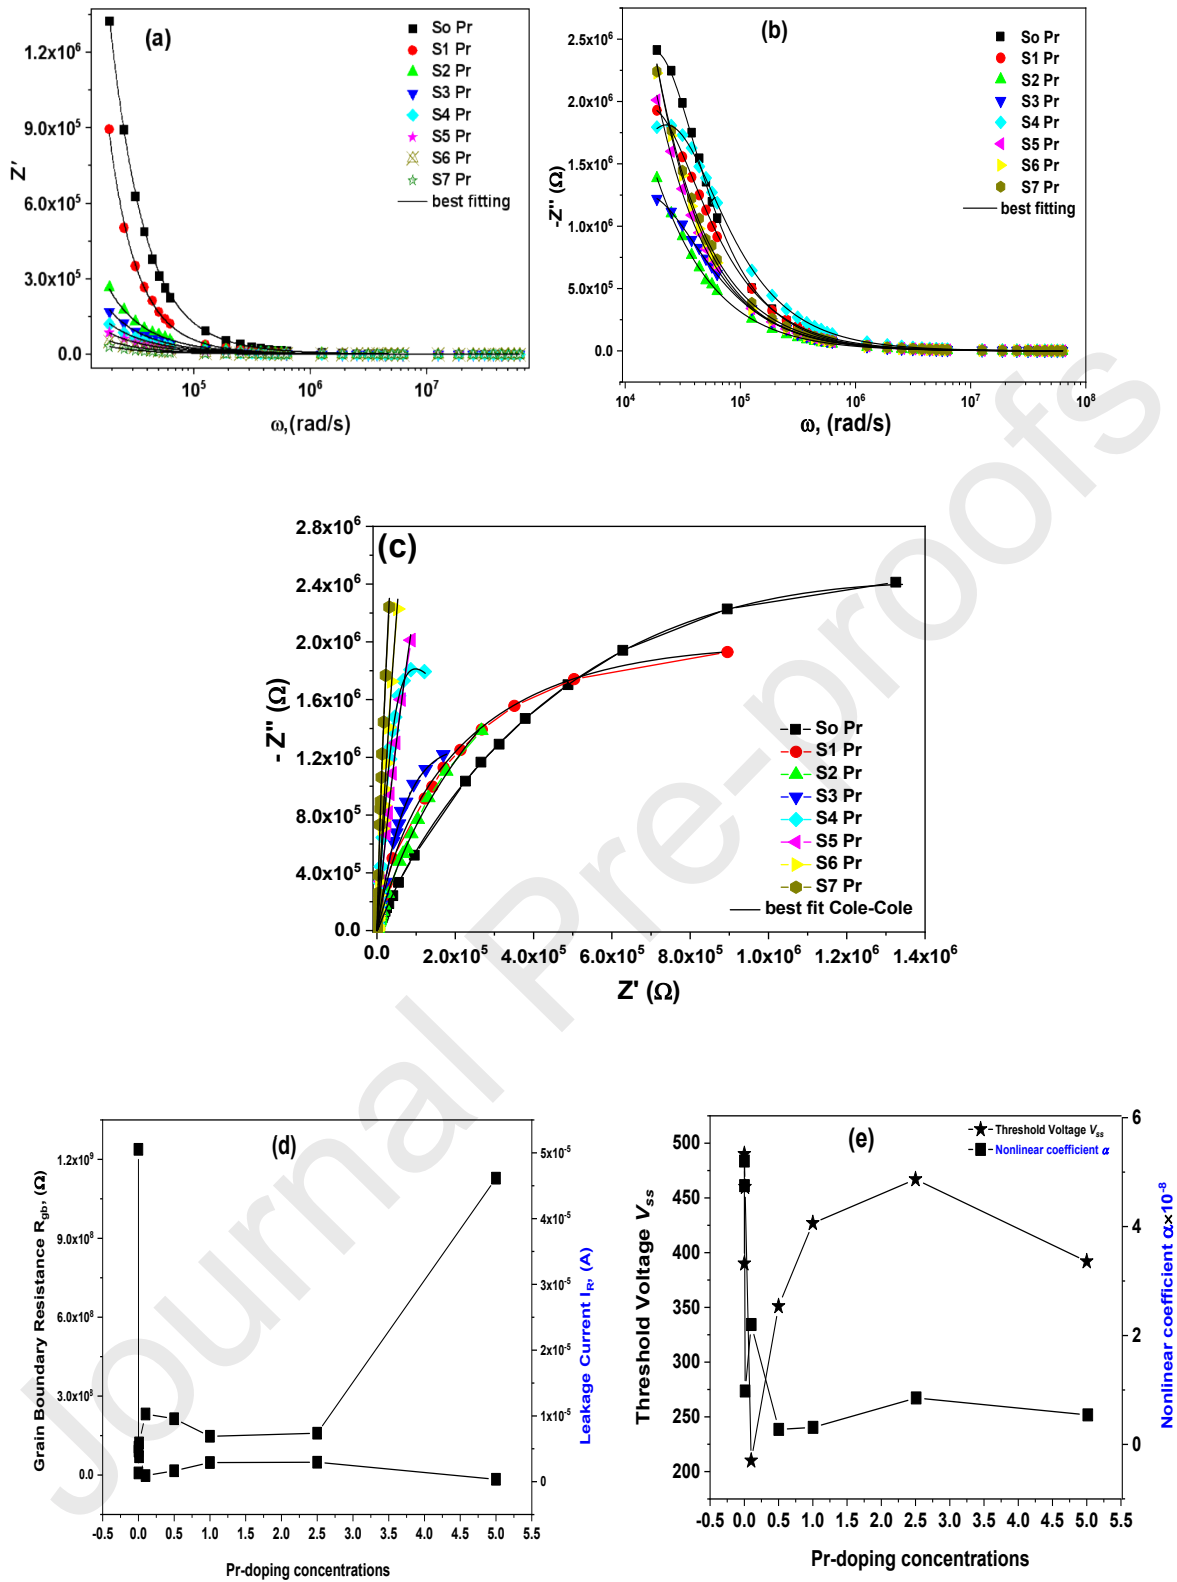 (a)
So Pr
S1 Pr
S2 Pr
S3 Pr
S4 Pr
S5 Pr
S6 Pr
S7 Pr
best fitting
1.2x10⁶
9.0x10⁵
6.0x10⁵
3.0x10⁵
0.0
Z'
10⁵ 10⁶ 10⁷
ω,(rad/s)
(b)
So Pr
S1 Pr
S2 Pr
S3 Pr
S4 Pr
S5 Pr
S6 Pr
S7 Pr
best fitting
2.5x10⁶
2.0x10⁶
1.5x10⁶
1.0x10⁶
5.0x10⁵
0.0
-Z'' (Ω)
10⁴ 10⁵ 10⁶ 10⁷ 10⁸
ω, (rad/s)
(c)
2.8x10⁶
2.4x10⁶
2.0x10⁶
1.6x10⁶
1.2x10⁶
8.0x10⁵
4.0x10⁵
0.0
- Z'' (Ω)
So Pr
S1 Pr
S2 Pr
S3 Pr
S4 Pr
S5 Pr
S6 Pr
S7 Pr
best fit Cole-Cole
0.0 2.0x10⁵ 4.0x10⁵ 6.0x10⁵ 8.0x10⁵ 1.0x10⁶ 1.2x10⁶ 1.4x10⁶
Z' (Ω)
(d)
1.2x10⁹
9.0x10⁸
6.0x10⁸
3.0x10⁸
0.0
Grain Boundary Resistance R_gb, (Ω)
5x10⁻⁵
4x10⁻⁵
3x10⁻⁵
2x10⁻⁵
1x10⁻⁵
0
Leakage Current I_R, (A)
-0.5 0.0 0.5 1.0 1.5 2.0 2.5 3.0 3.5 4.0 4.5 5.0 5.5
Pr-doping concentrations
(e)
Threshold Voltage V_ss
Nonlinear coefficient α
500
475
450
425
400
375
350
325
300
275
250
225
200
Threshold Voltage V_ss
6
4
2
0
Nonlinear coefficient α×10⁻⁸
-0.5 0.0 0.5 1.0 1.5 2.0 2.5 3.0 3.5 4.0 4.5 5.0 5.5
Pr-doping concentrations
Journal Pre-proofs